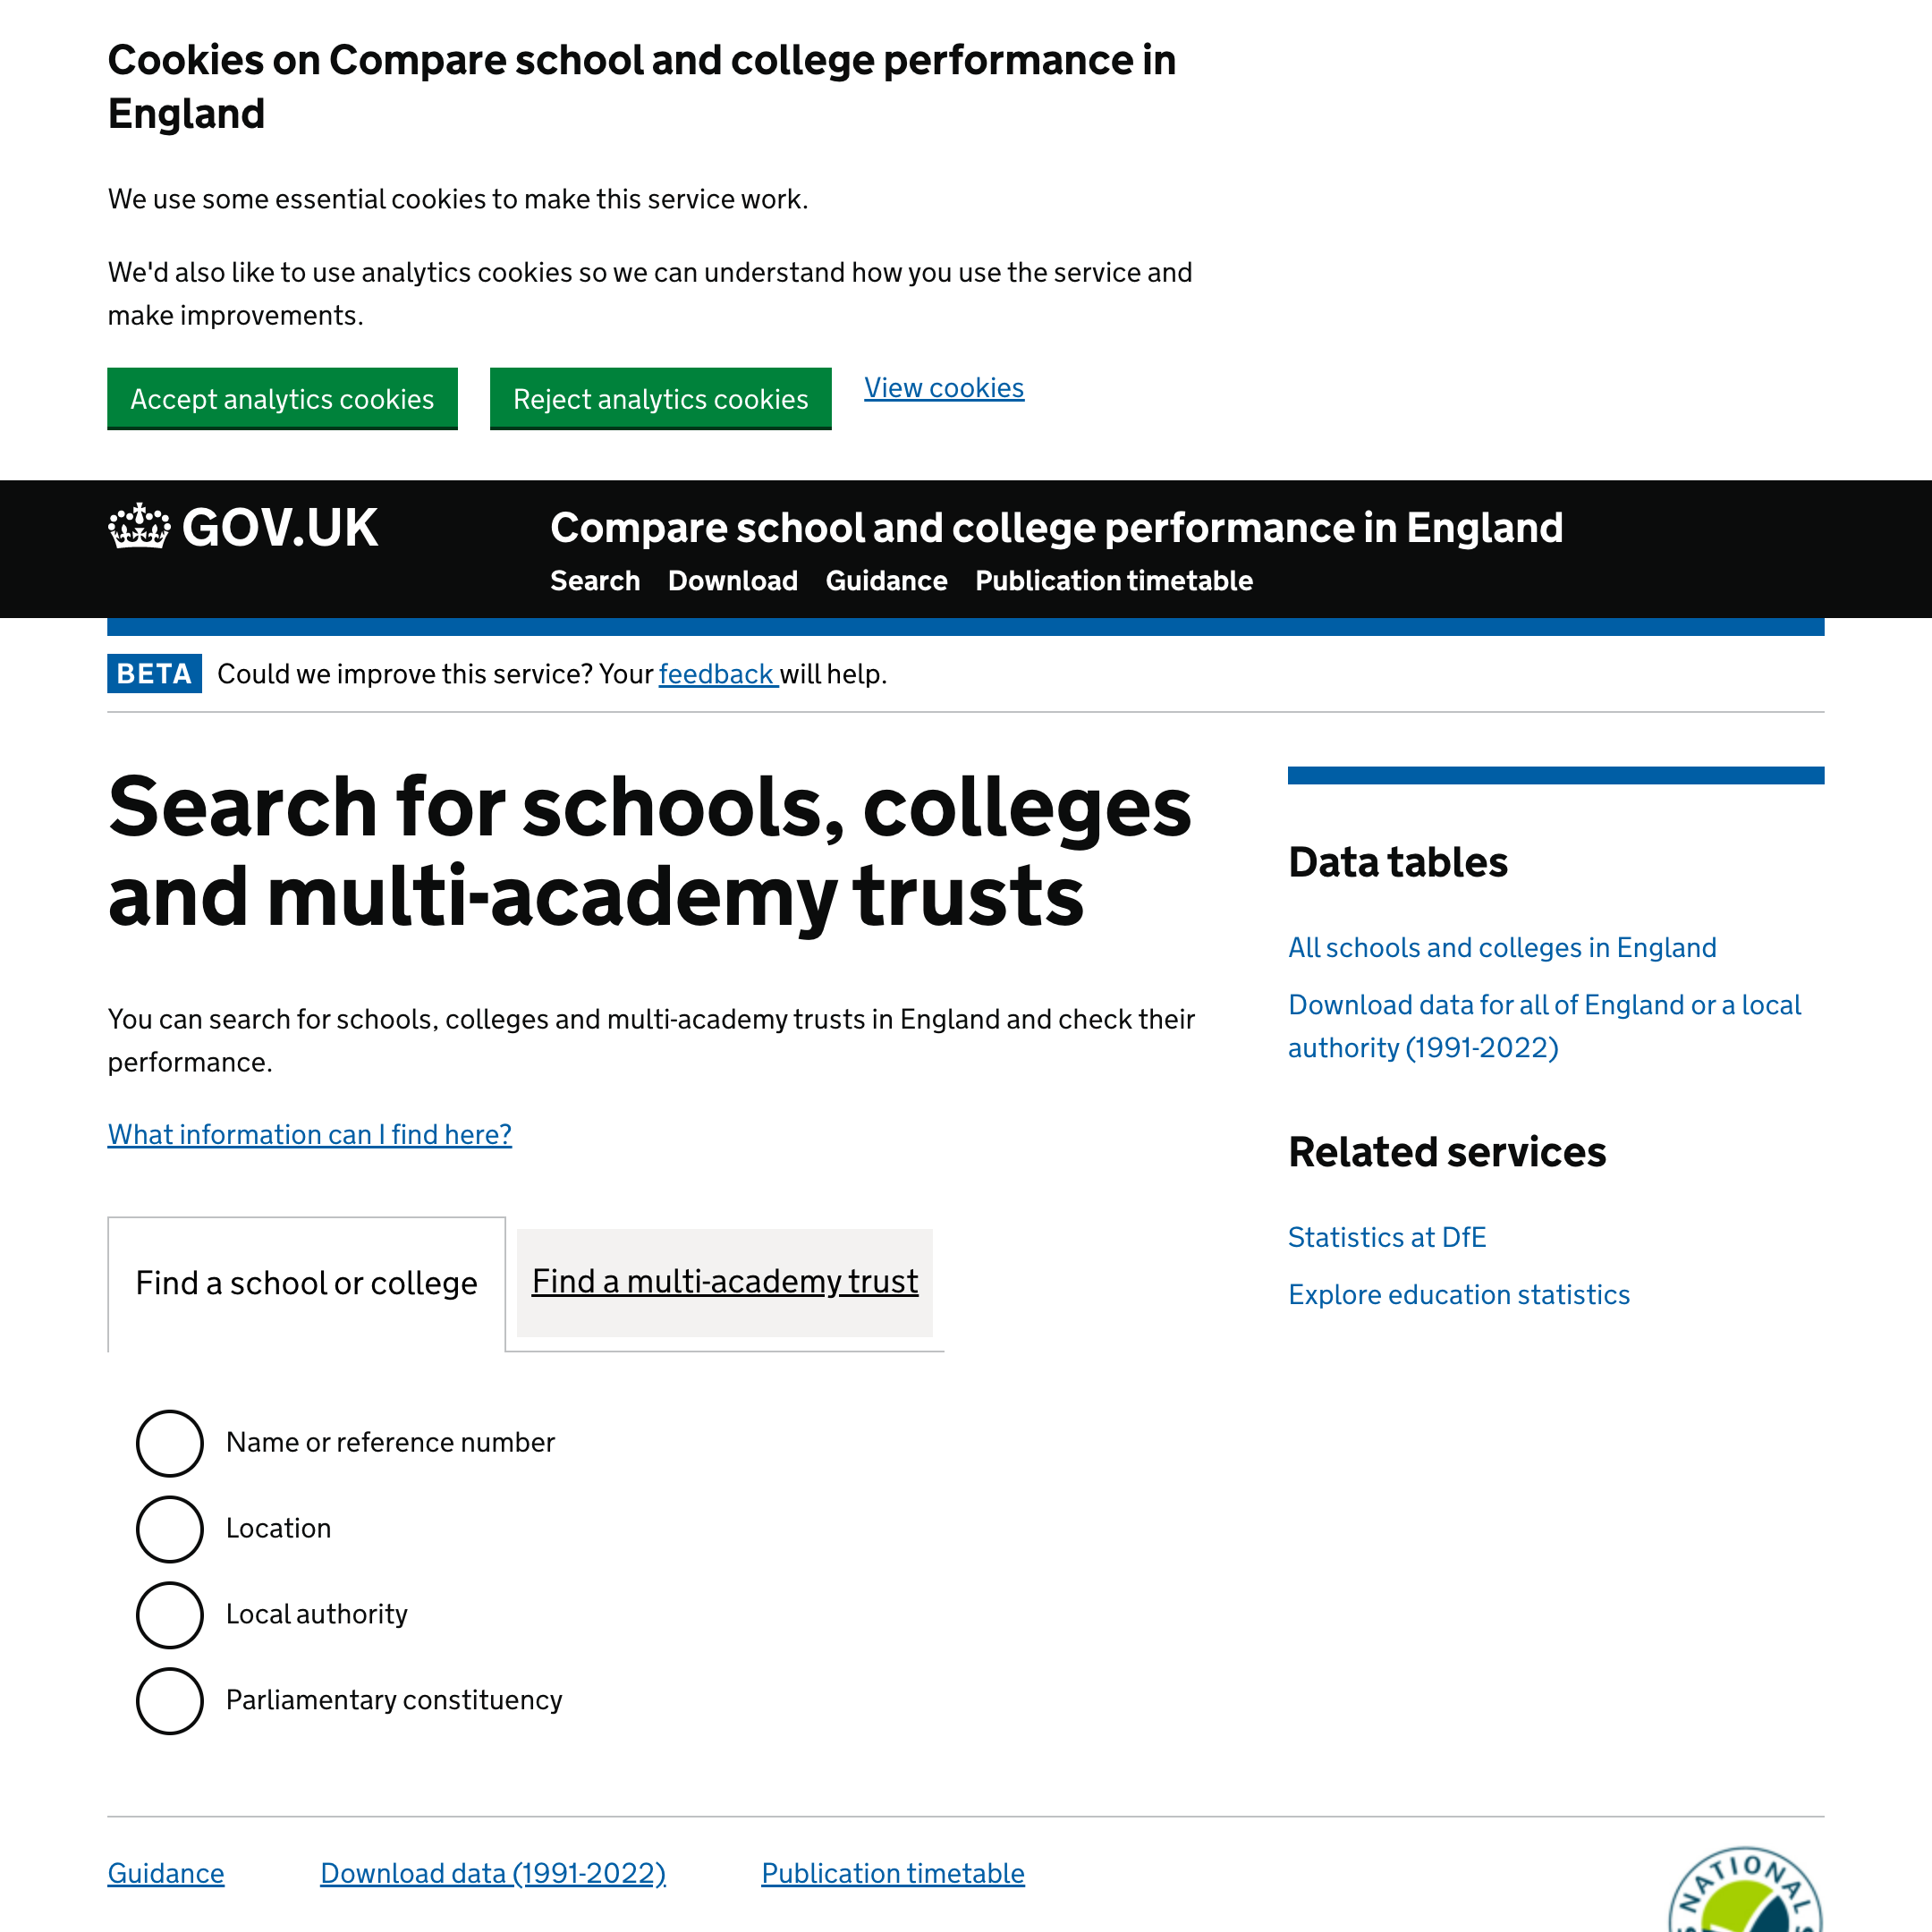 Cookies on Compare school and college performance in
England
We use some essential cookies to make this service work.
We'd also like to use analytics cookies so we can understand how you use the service and
make improvements.
Accept analytics cookies
Reject analytics cookies
View cookies
GOV.UK
Compare school and college performance in England
Search
Download
Guidance
Publication timetable
BETA
Could we improve this service? Your feedback will help.
Search for schools, colleges
and multi-academy trusts
You can search for schools, colleges and multi-academy trusts in England and check their
performance.
What information can I find here?
Find a school or college
Find a multi-academy trust
Name or reference number
Location
Local authority
Parliamentary constituency
Data tables
All schools and colleges in England
Download data for all of England or a local
authority (1991-2022)
Related services
Statistics at DfE
Explore education statistics
Guidance
Download data (1991-2022)
Publication timetable